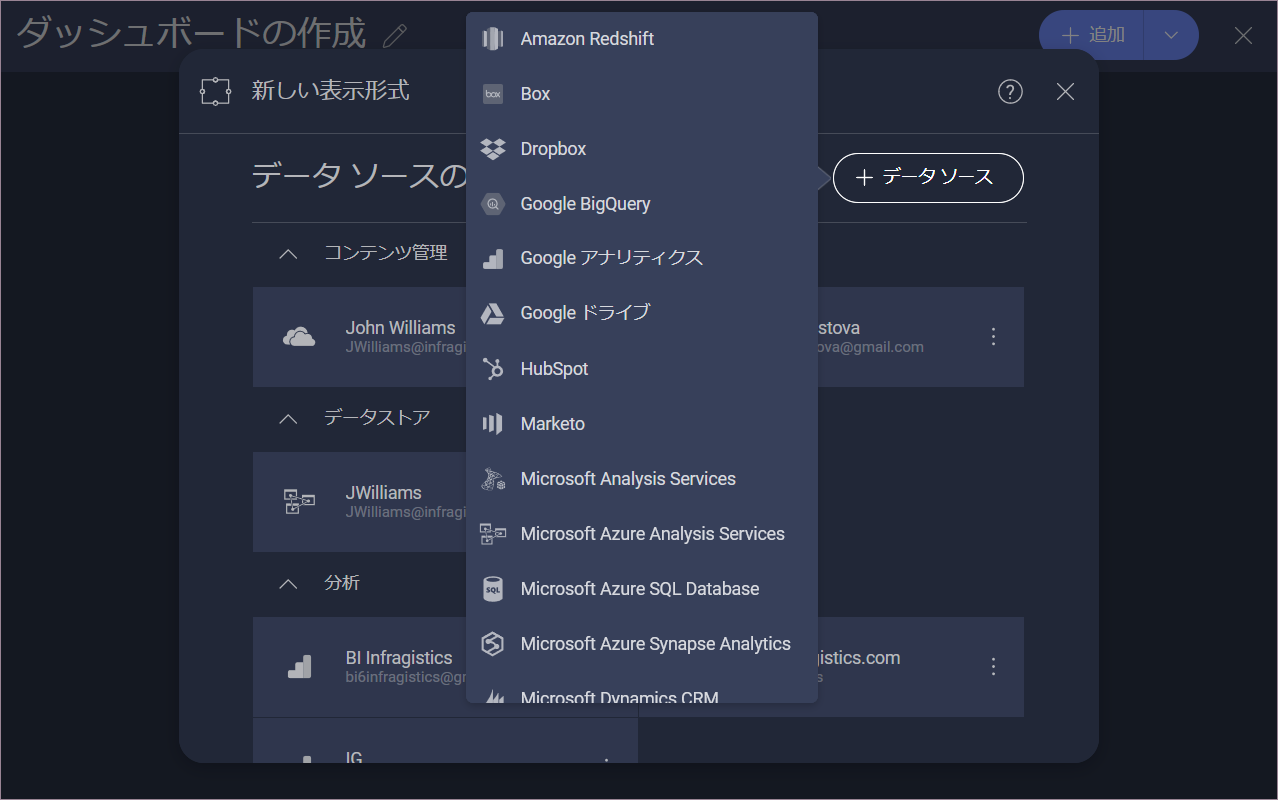 ダッシュボードの作成
追加
新しい表示形式
データ ソースの
データ ソース
コンテンツ管理
John Williams
JWilliams@infragi
stova
ova@gmail.com
データストア
JWilliams
JWilliams@infragi
分析
BI Infragistics
bi6infragistics@gr
gistics.com
s
IG
Amazon Redshift
box
Box
Dropbox
Google BigQuery
Google アナリティクス
Google ドライブ
HubSpot
Marketo
Microsoft Analysis Services
Microsoft Azure Analysis Services
SQL
Microsoft Azure SQL Database
Microsoft Azure Synapse Analytics
Microsoft Dynamics CRM